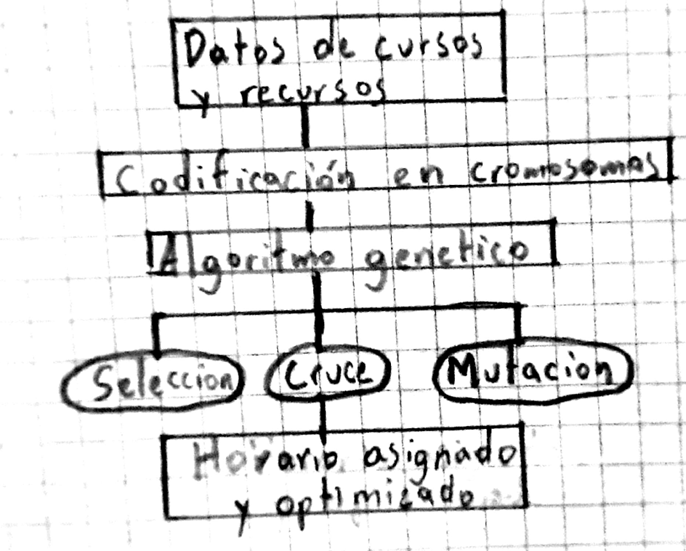 Datos de cursos
y recursos
Codificación en cromosomas
Algoritmo genetico
Seleccion
Cruce
Mutacion
Horario asignado
y optimizado